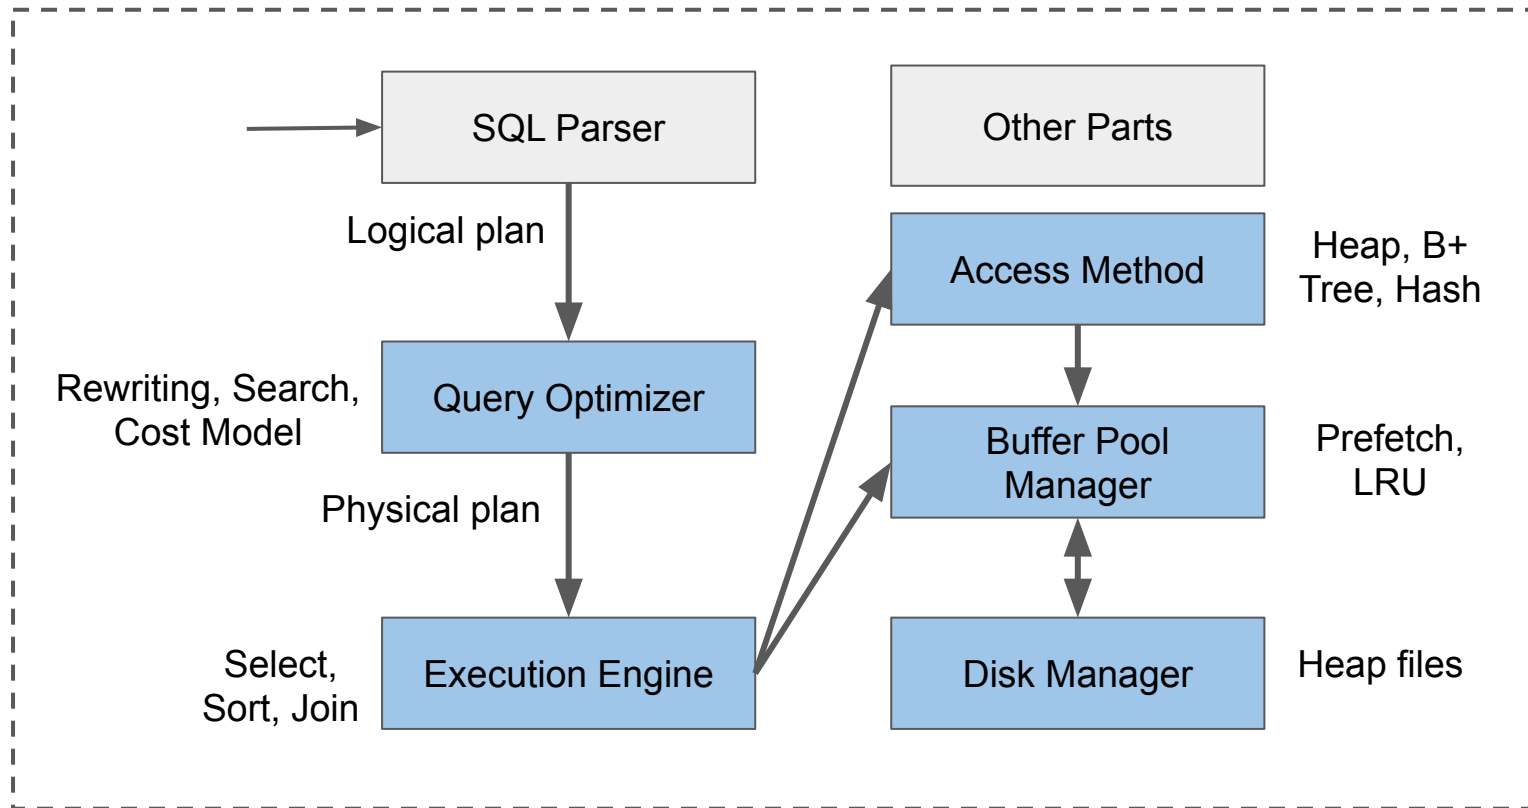 SQL Parser
Other Parts
Logical plan
Access Method
Heap, B+
Tree, Hash
Rewriting, Search,
Cost Model
Query Optimizer
Buffer Pool
Manager
Prefetch,
LRU
Physical plan
Select,
Sort, Join
Execution Engine
Disk Manager
Heap files